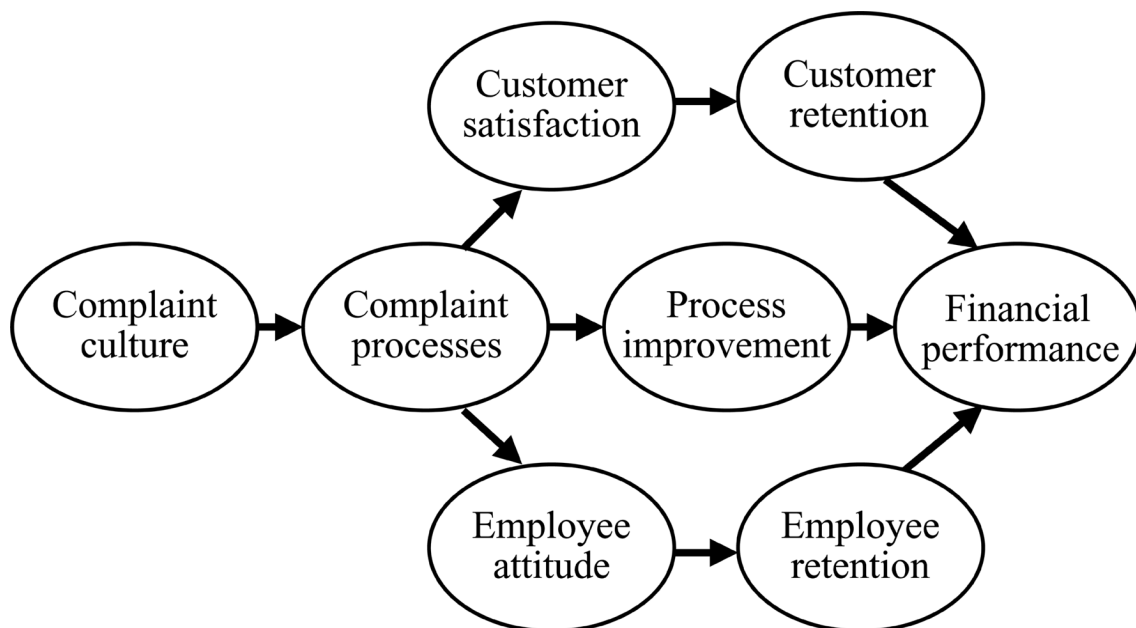 Customer
satisfaction
Customer
retention
Complaint
culture
Complaint
processes
Process
improvement
Financial
performance
Employee
attitude
Employee
retention